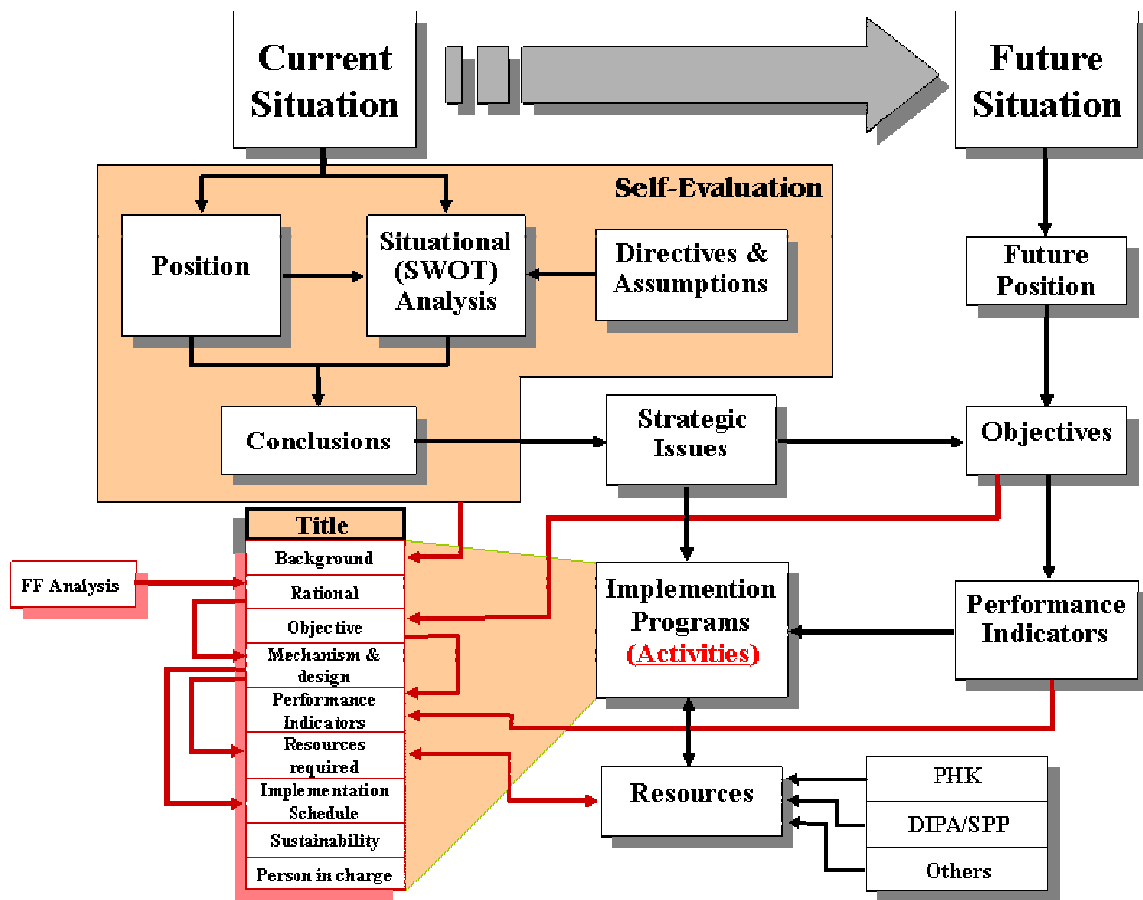 Current
Situation
Future
Situation
Self-Evaluation
Position
Situational
(SWOT)
Analysis
Directives &
Assumptions
Future
Position
Conclusions
Strategic
Issues
Objectives
Title
Background
Rational
Objective
Mechanism &
design
Performance
Indicators
Resources
required
Implementation
Schedule
Sustainability
Person in charge
FF Analysis
Implemention
Programs
(Activities)
Performance
Indicators
Resources
PHK
DIPA/SPP
Others